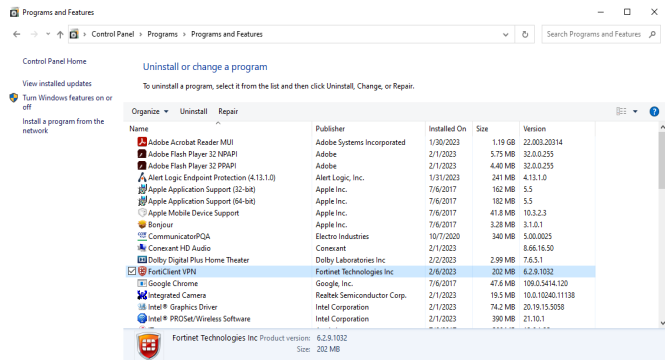 Programs and Features
Control Panel > Programs > Programs and Features
Search Programs and Features
Control Panel Home
View installed updates
Turn Windows features on or
off
Install a program from the
network
Uninstall or change a program
To uninstall a program, select it from the list and then click Uninstall, Change, or Repair.
Organize Uninstall Repair
Name Publisher Installed On Size Version
Adobe Acrobat Reader MUI Adobe Systems Incorporated 1/30/2023 1.19 GB 22.003.20314
Adobe Flash Player 32 NPAPI Adobe 2/1/2023 5.75 MB 32.0.0.255
Adobe Flash Player 32 PPAPI Adobe 2/1/2023 4.40 MB 32.0.0.255
Alert Logic Endpoint Protection (4.13.1.0) Alert Logic, Inc. 1/31/2023 241 MB 4.13.1.0
Apple Application Support (32-bit) Apple Inc. 7/6/2017 162 MB 5.5
Apple Application Support (64-bit) Apple Inc. 7/6/2017 182 MB 5.5
Apple Mobile Device Support Apple Inc. 7/6/2017 41.8 MB 10.3.2.3
Bonjour Apple Inc. 7/6/2017 3.28 MB 3.1.0.1
CommunicatorPQA Electro Industries 10/7/2020 340 MB 5.00.0025
Conexant HD Audio Conexant 2/1/2023 8.66.16.50
Dolby Digital Plus Home Theater Dolby Laboratories Inc 2/2/2023 2.99 MB 7.6.5.1
FortiClient VPN Fortinet Technologies Inc 2/6/2023 202 MB 6.2.9.1032
Google Chrome Google, Inc. 7/6/2017 47.6 MB 109.0.5414.120
Integrated Camera Realtek Semiconductor Corp. 2/1/2023 19.5 MB 10.0.10240.11138
Intel® Graphics Driver Intel Corporation 2/1/2023 74.2 MB 20.19.15.5058
Intel® PROSet/Wireless Software Intel Corporation 2/1/2023 390 MB 21.10.1
Fortinet Technologies Inc Product version: 6.2.9.1032
Size: 202 MB